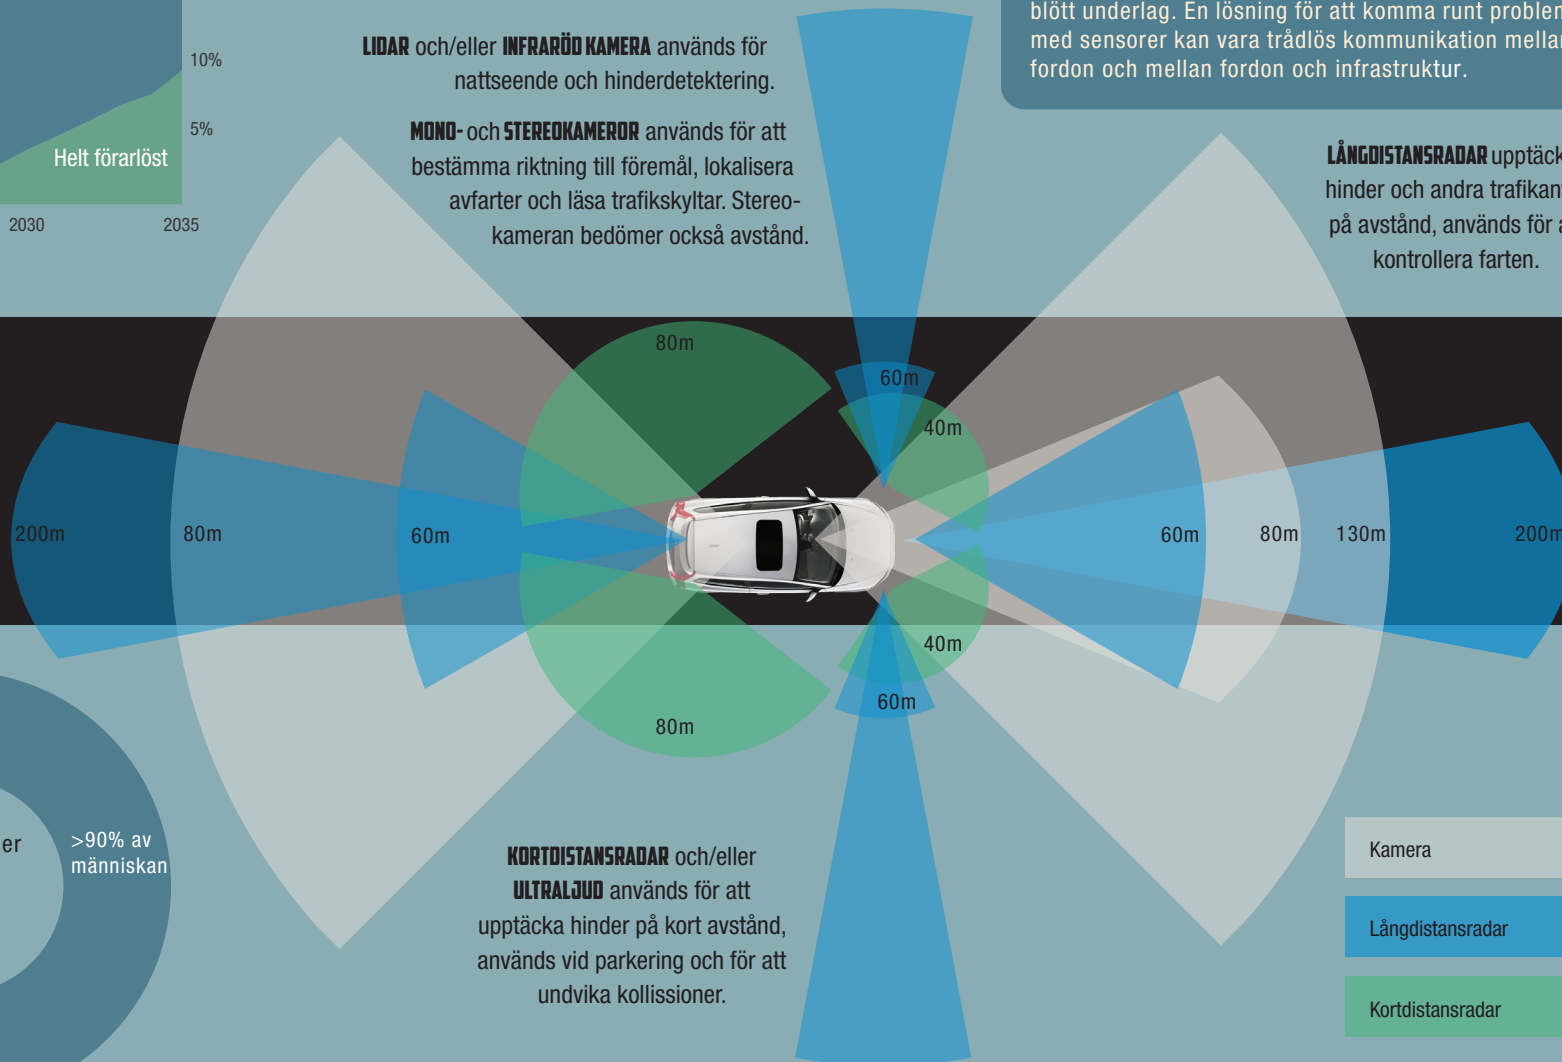 10%
5%
Helt förarlöst
2030
2035
LIDAR och/eller INFRARÖD KAMERA används för
nattseende och hinderdetektering.
MONO- och STEREOKAMEROR används för att
bestämma riktning till föremål, lokalisera
avfarter och läsa trafikskyltar. Stereo-
kameran bedömer också avstånd.
blött underlag. En lösning för att komma runt problem
med sensorer kan vara trådlös kommunikation mellan
fordon och mellan fordon och infrastruktur.
LÅNGDISTANSRADAR upptäck
hinder och andra trafikant
på avstånd, används för a
kontrollera farten.
80m
60m
40m
200m
80m
60m
60m
80m
130m
200m
40m
60m
80m
er
>90% av
människan
KORTDISTANSRADAR och/eller
ULTRALJUD används för att
upptäcka hinder på kort avstånd,
används vid parkering och för att
undvika kollissioner.
Kamera
Långdistansradar
Kortdistansradar